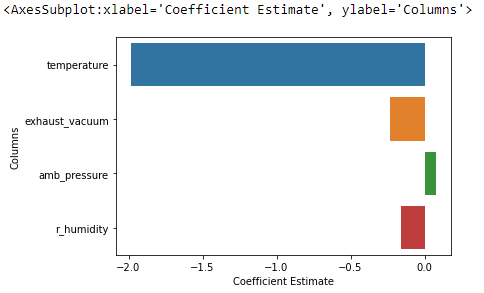 <AxesSubplot:xlabel='Coefficient Estimate', ylabel='Columns'>
temperature
exhaust_vacuum
amb_pressure
r_humidity
Columns
−2.0 −1.5 −1.0 −0.5 0.0
Coefficient Estimate